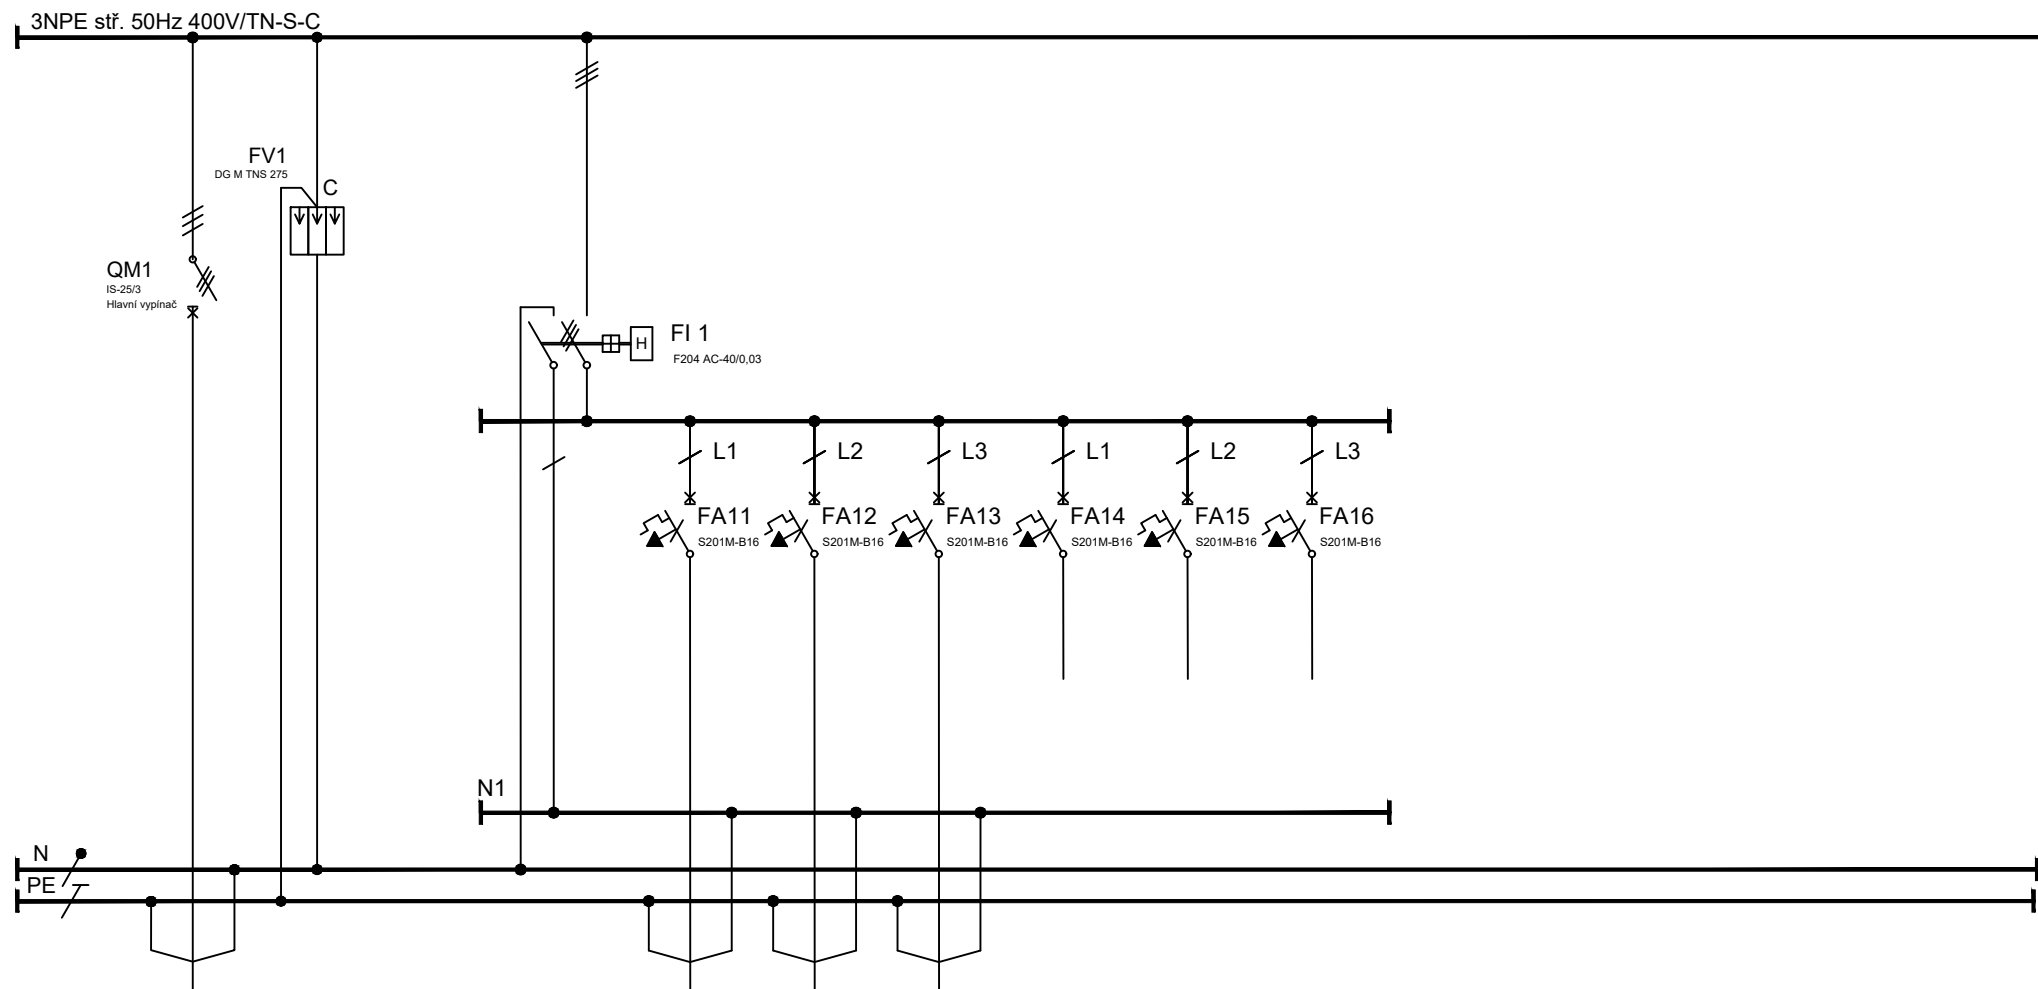 3NPE stř. 50Hz 400V/TN-S-C
FV1
DG M TNS 275
C
QM1
IS-25/3
Hlavní vypínač
H
FI 1
F204 AC-40/0,03
L1
L2
L3
L1
L2
L3
FA11
S201M-B16
FA12
S201M-B16
FA13
S201M-B16
FA14
S201M-B16
FA15
S201M-B16
FA16
S201M-B16
N1
N
PE